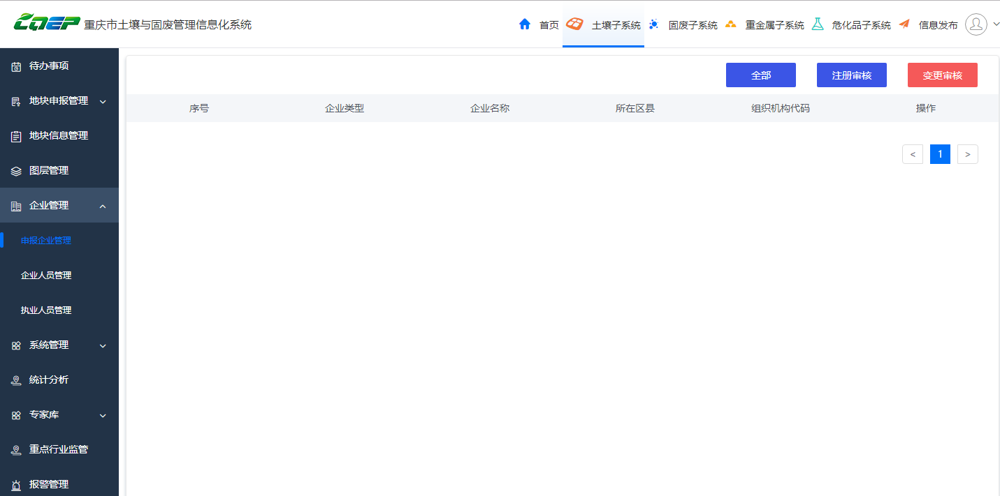 CQEP 重庆市土壤与固废管理信息化系统
首页 土壤子系统 固废子系统 重金属子系统 危化品子系统 信息发布
待办事项
地块申报管理
地块信息管理
图层管理
企业管理
申报企业管理
企业人员管理
执业人员管理
系统管理
统计分析
专家库
重点行业监管
报警管理
全部 注册审核 变更审核
序号 企业类型 企业名称 所在区县 组织机构代码 操作
< 1 >